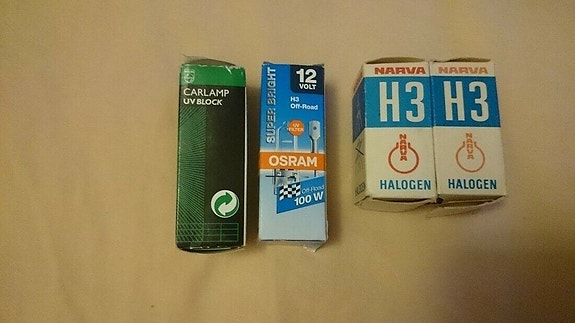 CARLAMP
UV BLOCK
SUPER BRIGHT
12
VOLT
H3
Off-Road
UV
FILTER
OSRAM
Off-Road
100 W
NARVA
H3
NARVA
HALOGEN
NARVA
H3
NARVA
HALOGEN